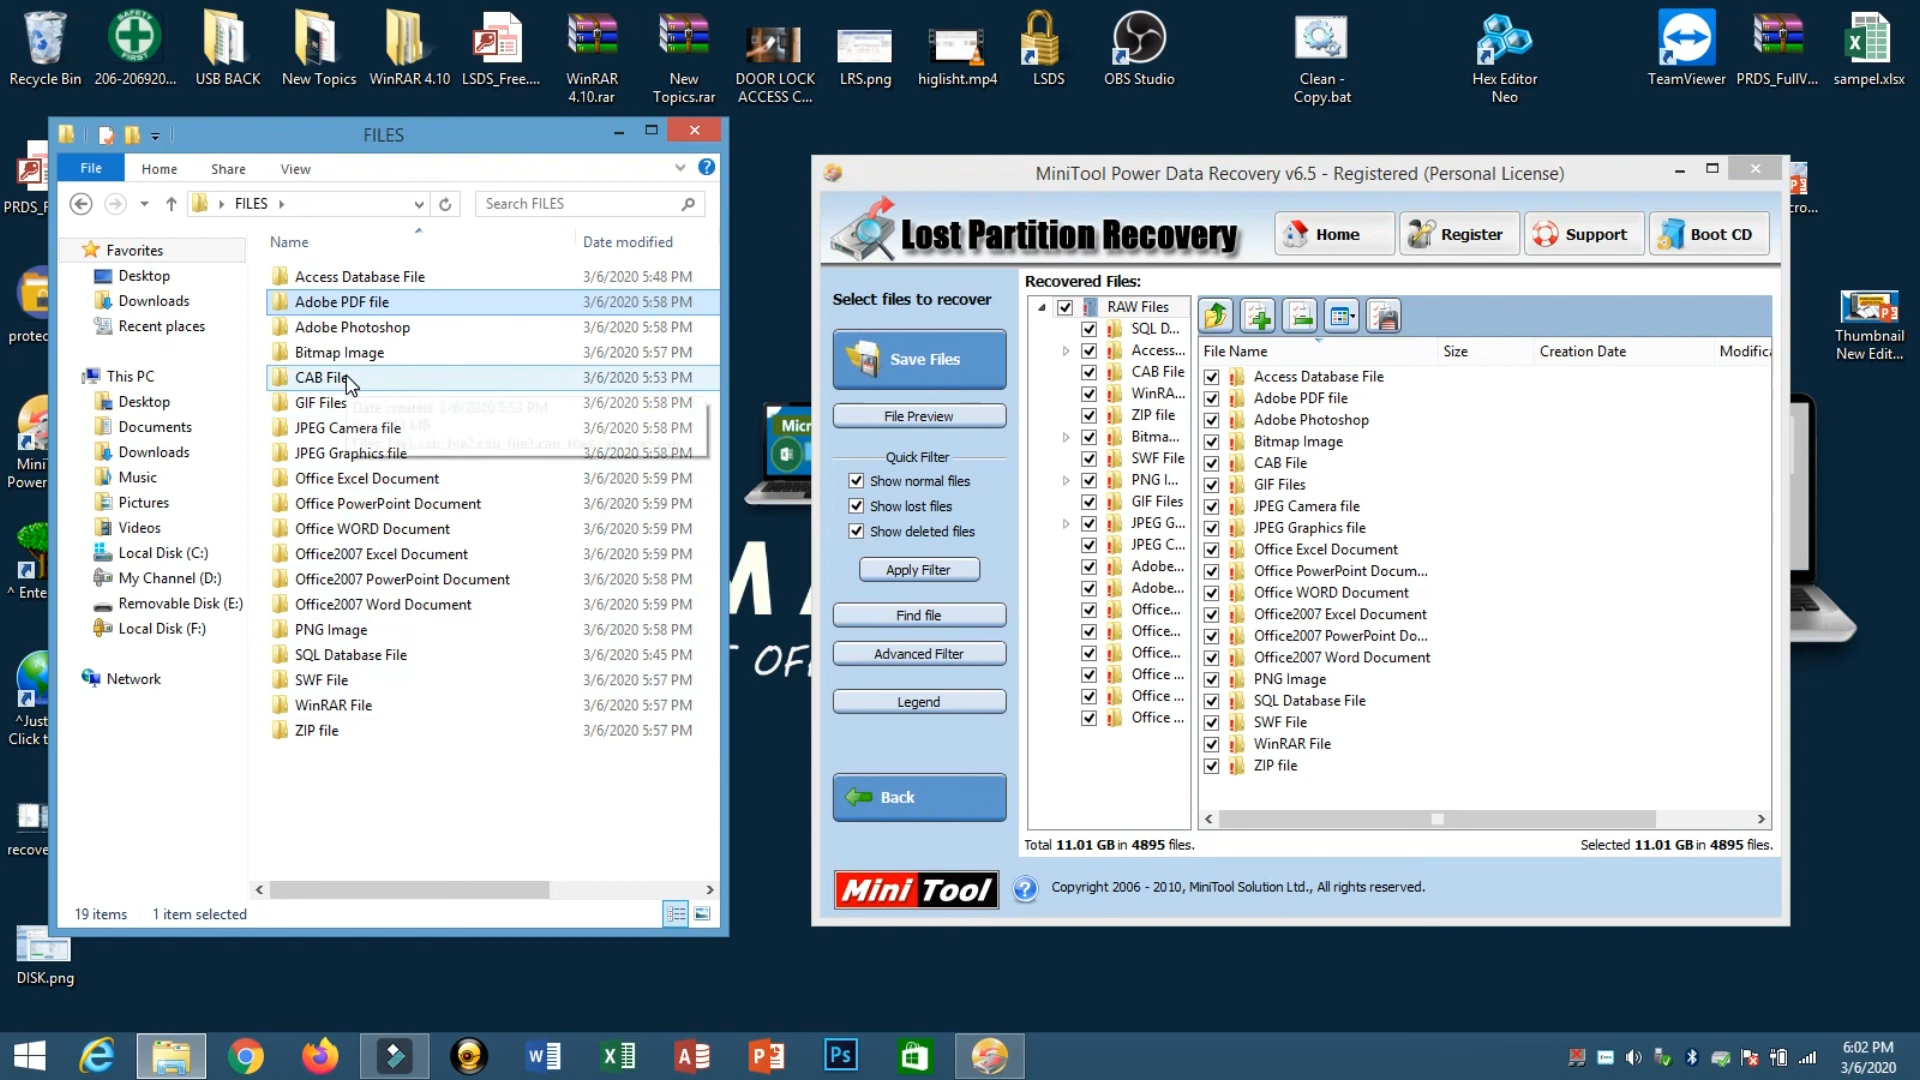 Recycle Bin
206-206920...
USB BACK
New Topics
WinRAR 4.10
LSDS_Free....
WinRAR
4.10.rar
New
Topics.rar
DOOR LOCK
ACCESS C...
LRS.png
higlisht.mp4
LSDS
OBS Studio
Clean -
Copy.bat
Hex Editor
Neo
TeamViewer
PRDS_FullV...
sampel.xlsx
FILES
File
Home
Share
View
FILES
Search FILES
Name
Date modified
Favorites
Desktop
Downloads
Recent places
This PC
Desktop
Documents
Downloads
Music
Pictures
Videos
Local Disk (C:)
My Channel (D:)
Removable Disk (E:)
Local Disk (F:)
Network
Access Database File 3/6/2020 5:48 PM
Adobe PDF file 3/6/2020 5:58 PM
Adobe Photoshop 3/6/2020 5:58 PM
Bitmap Image 3/6/2020 5:57 PM
CAB File 3/6/2020 5:53 PM
GIF Files 3/6/2020 5:58 PM
JPEG Camera file 3/6/2020 5:58 PM
JPEG Graphics file 3/6/2020 5:58 PM
Office Excel Document 3/6/2020 5:59 PM
Office PowerPoint Document 3/6/2020 5:59 PM
Office WORD Document 3/6/2020 5:59 PM
Office2007 Excel Document 3/6/2020 5:59 PM
Office2007 PowerPoint Document 3/6/2020 5:58 PM
Office2007 Word Document 3/6/2020 5:59 PM
PNG Image 3/6/2020 5:58 PM
SQL Database File 3/6/2020 5:45 PM
SWF File 3/6/2020 5:58 PM
WinRAR File 3/6/2020 5:57 PM
ZIP file 3/6/2020 5:57 PM
19 items 1 item selected
MiniTool Power Data Recovery v6.5 - Registered (Personal License)
Lost Partition Recovery
Home
Register
Support
Boot CD
Select files to recover
Save Files
File Preview
Quick Filter
Show normal files
Show lost files
Show deleted files
Apply Filter
Find file
Advanced Filter
Legend
Back
Recovered Files:
RAW Files
SQL D...
Access...
CAB File
WinRA...
ZIP file
Bitma...
SWF File
PNG I...
GIF Files
JPEG G...
JPEG C...
Adobe...
Adobe...
Office...
Office...
Office...
Office ...
Office ...
Office ...
File Name
Size
Creation Date
Modifica
Access Database File
Adobe PDF file
Adobe Photoshop
Bitmap Image
CAB File
GIF Files
JPEG Camera file
JPEG Graphics file
Office Excel Document
Office PowerPoint Docum...
Office WORD Document
Office2007 Excel Document
Office2007 PowerPoint Do...
Office2007 Word Document
PNG Image
SQL Database File
SWF File
WinRAR File
ZIP file
Total 11.01 GB in 4895 files.
Selected 11.01 GB in 4895 files.
Mini Tool
Copyright 2006 - 2010, MiniTool Solution Ltd., All rights reserved.
PRDS_F
protec
Mini
Power
^ Ente
^Just
Click t
recove
DISK.png
Micr
M
OF
cro...
Thumbnail
New Edit...
6:02 PM
3/6/2020